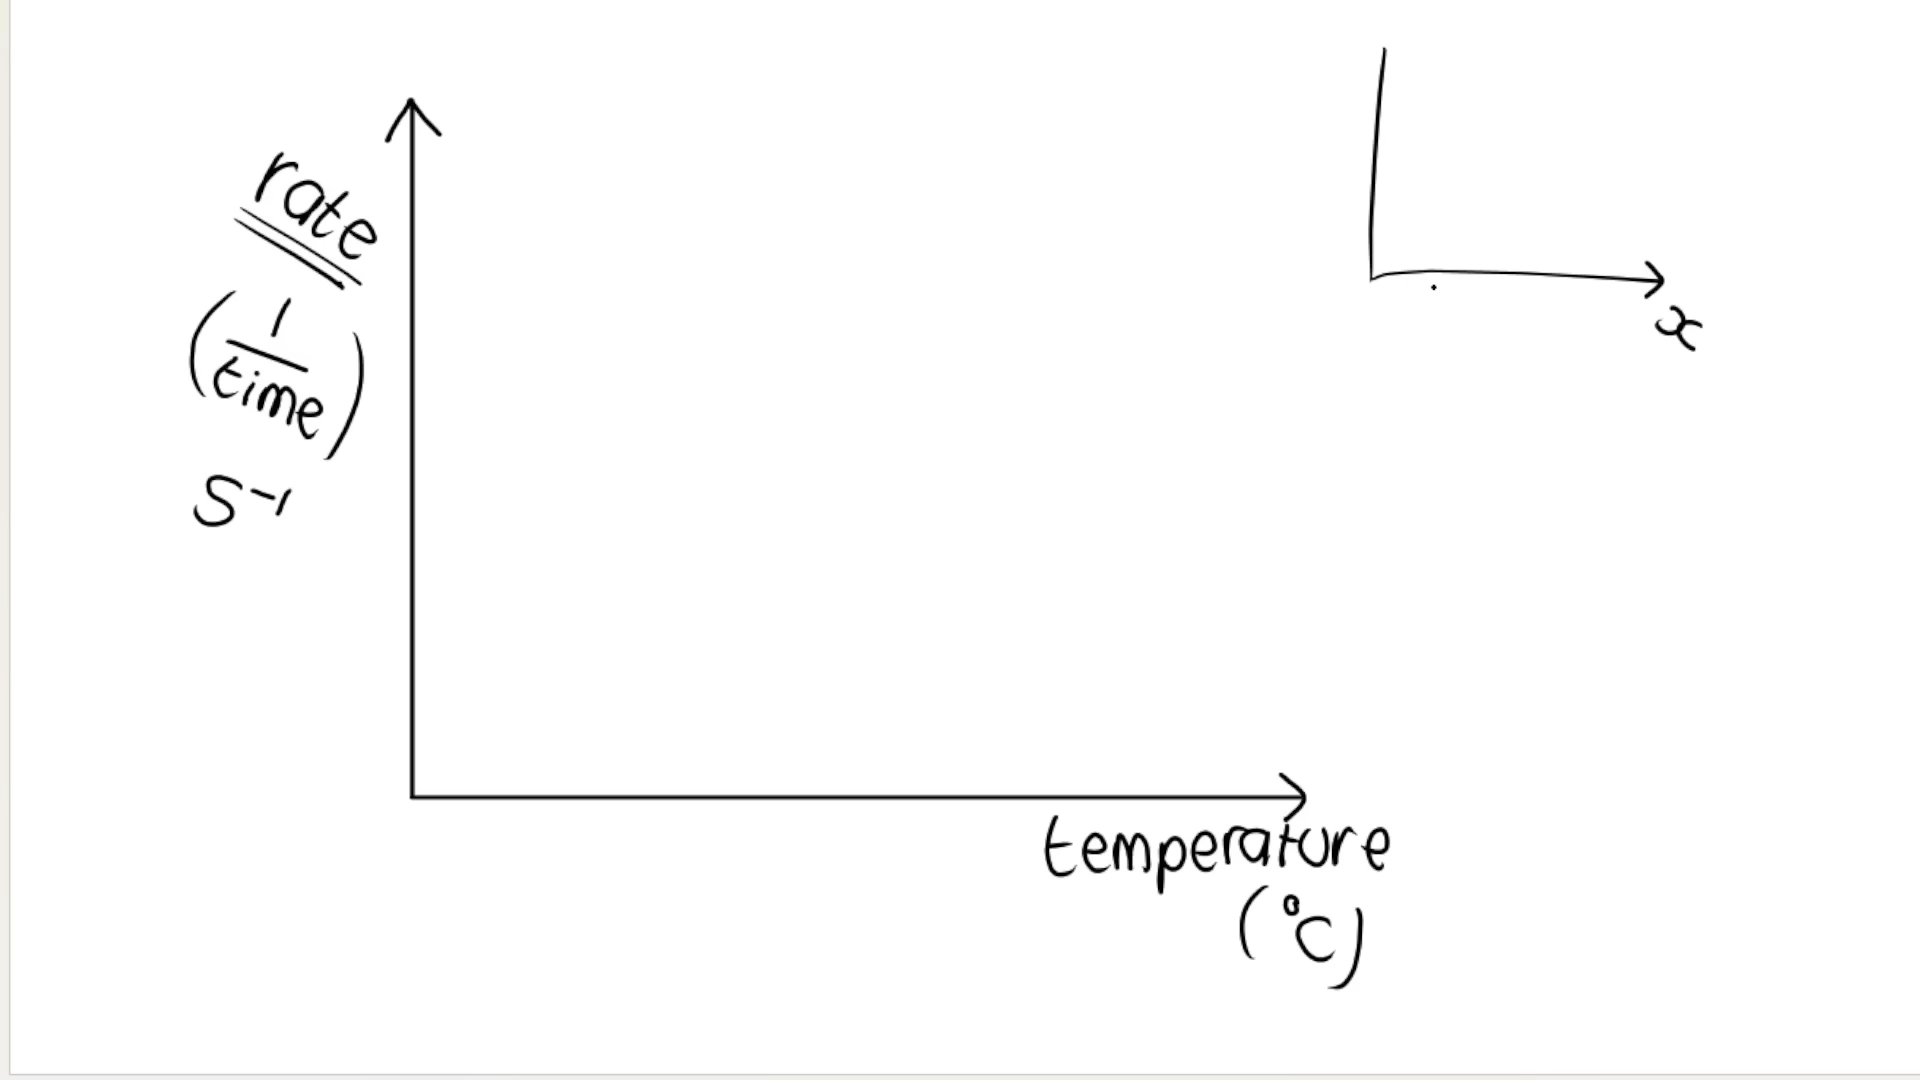 rate
(1/time)
s⁻¹
x
temperature
(°C)